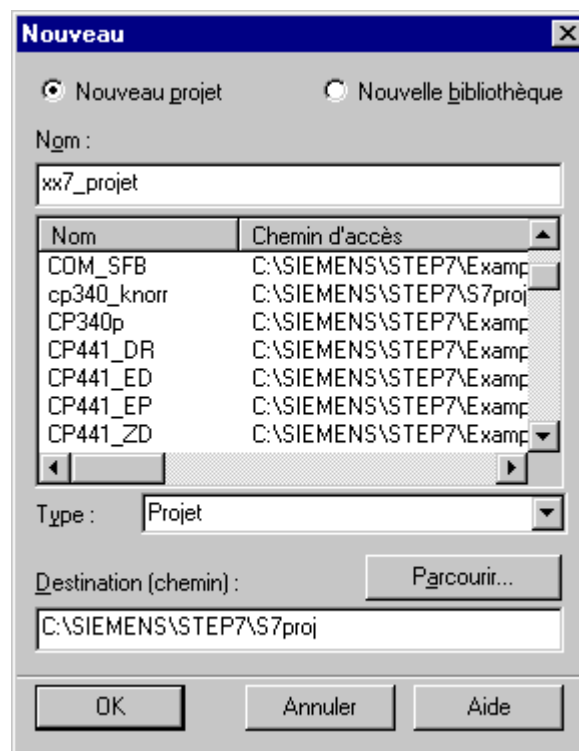 Nouveau
Nouveau projet Nouvelle bibliothèque
Nom :
xx7_projet
Nom Chemin d'accès
COM_SFB C:\SIEMENS\STEP7\Examp
cp340_knorr C:\SIEMENS\STEP7\S7proj
CP340p C:\SIEMENS\STEP7\Examp
CP441_DR C:\SIEMENS\STEP7\Examp
CP441_ED C:\SIEMENS\STEP7\Examp
CP441_EP C:\SIEMENS\STEP7\Examp
CP441_ZD C:\SIEMENS\STEP7\Examp
Type : Projet
Destination (chemin) : Parcourir...
C:\SIEMENS\STEP7\S7proj
OK Annuler Aide